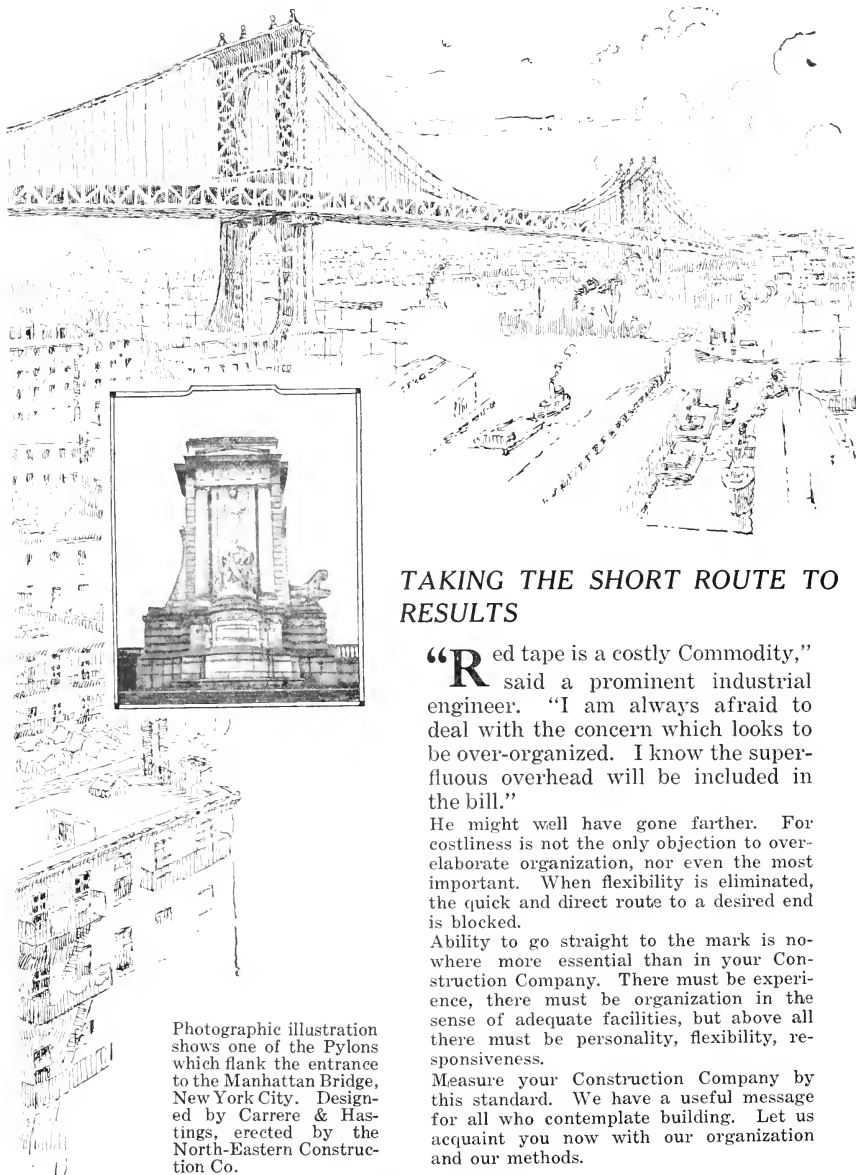 TAKING THE SHORT ROUTE TO
RESULTS
“Red tape is a costly Commodity,”
said a prominent industrial
engineer. “I am always afraid to
deal with the concern which looks to
be over-organized. I know the super-
fluous overhead will be included in
the bill.”
He might well have gone farther. For
costliness is not the only objection to over-
elaborate organization, nor even the most
important. When flexibility is eliminated,
the quick and direct route to a desired end
is blocked.
Ability to go straight to the mark is no-
where more essential than in your Con-
struction Company. There must be experi-
ence, there must be organization in the
sense of adequate facilities, but above all
there must be personality, flexibility, re-
sponsiveness.
Measure your Construction Company by
this standard. We have a useful message
for all who contemplate building. Let us
acquaint you now with our organization
and our methods.
Photographic illustration
shows one of the Pylons
which flank the entrance
to the Manhattan Bridge,
New York City. Design-
ed by Carrere & Has-
tings, erected by the
North-Eastern Construc-
tion Co.